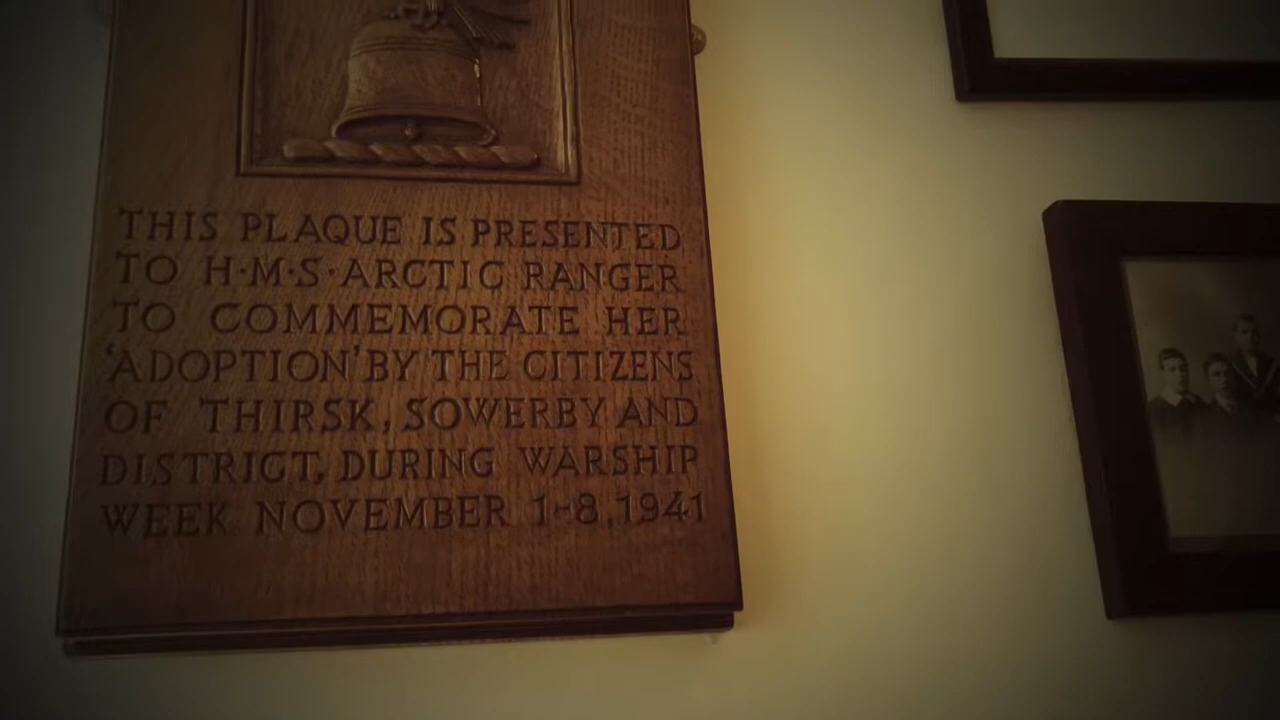 THIS PLAQUE IS PRESENTED
TO H·M·S·ARCTIC RANGER
TO COMMEMORATE HER
'ADOPTION' BY THE CITIZENS
OF THIRSK, SOWERBY AND
DISTRICT, DURING WARSHIP
WEEK NOVEMBER 1-8, 1941